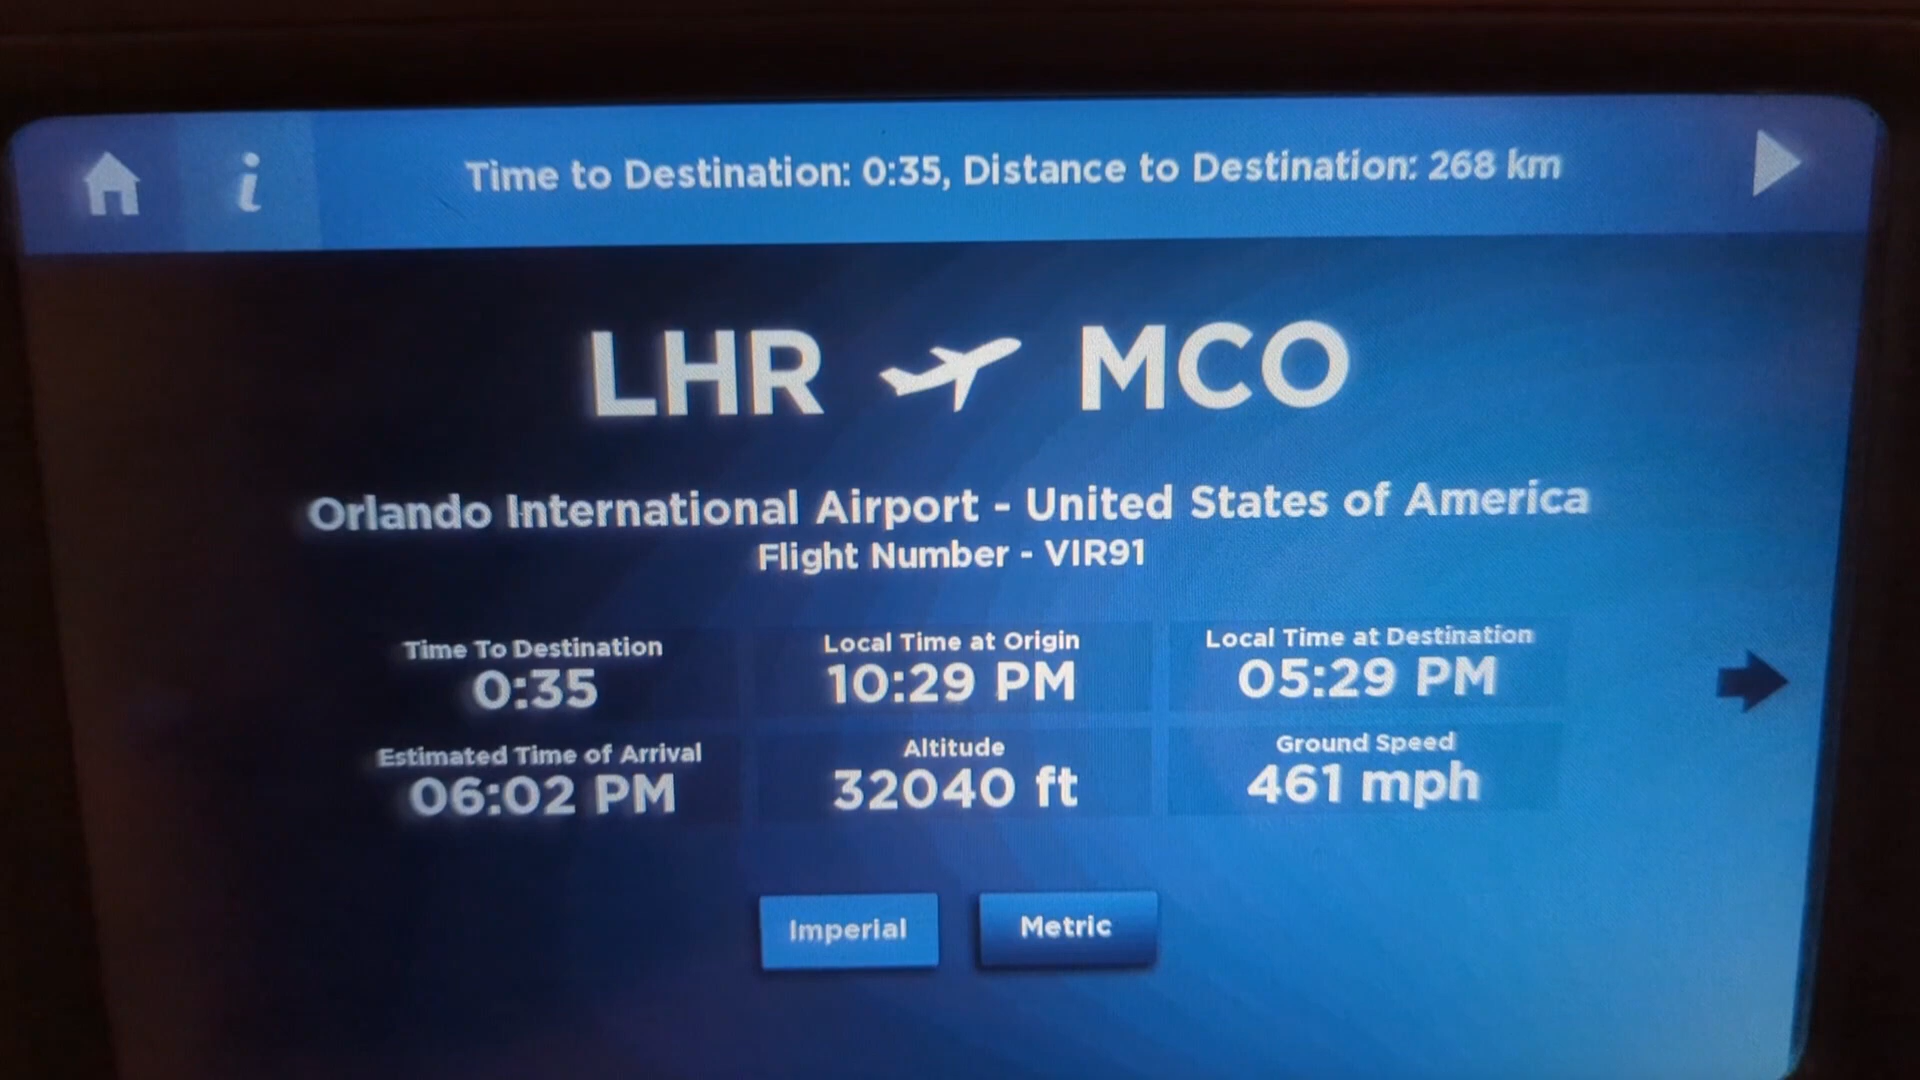 Time to Destination: 0:35, Distance to Destination: 268 km
LHR MCO
Orlando International Airport - United States of America
Flight Number - VIR91
Time To Destination
0:35
Local Time at Origin
10:29 PM
Local Time at Destination
05:29 PM
Estimated Time of Arrival
06:02 PM
Altitude
32040 ft
Ground Speed
461 mph
Imperial
Metric